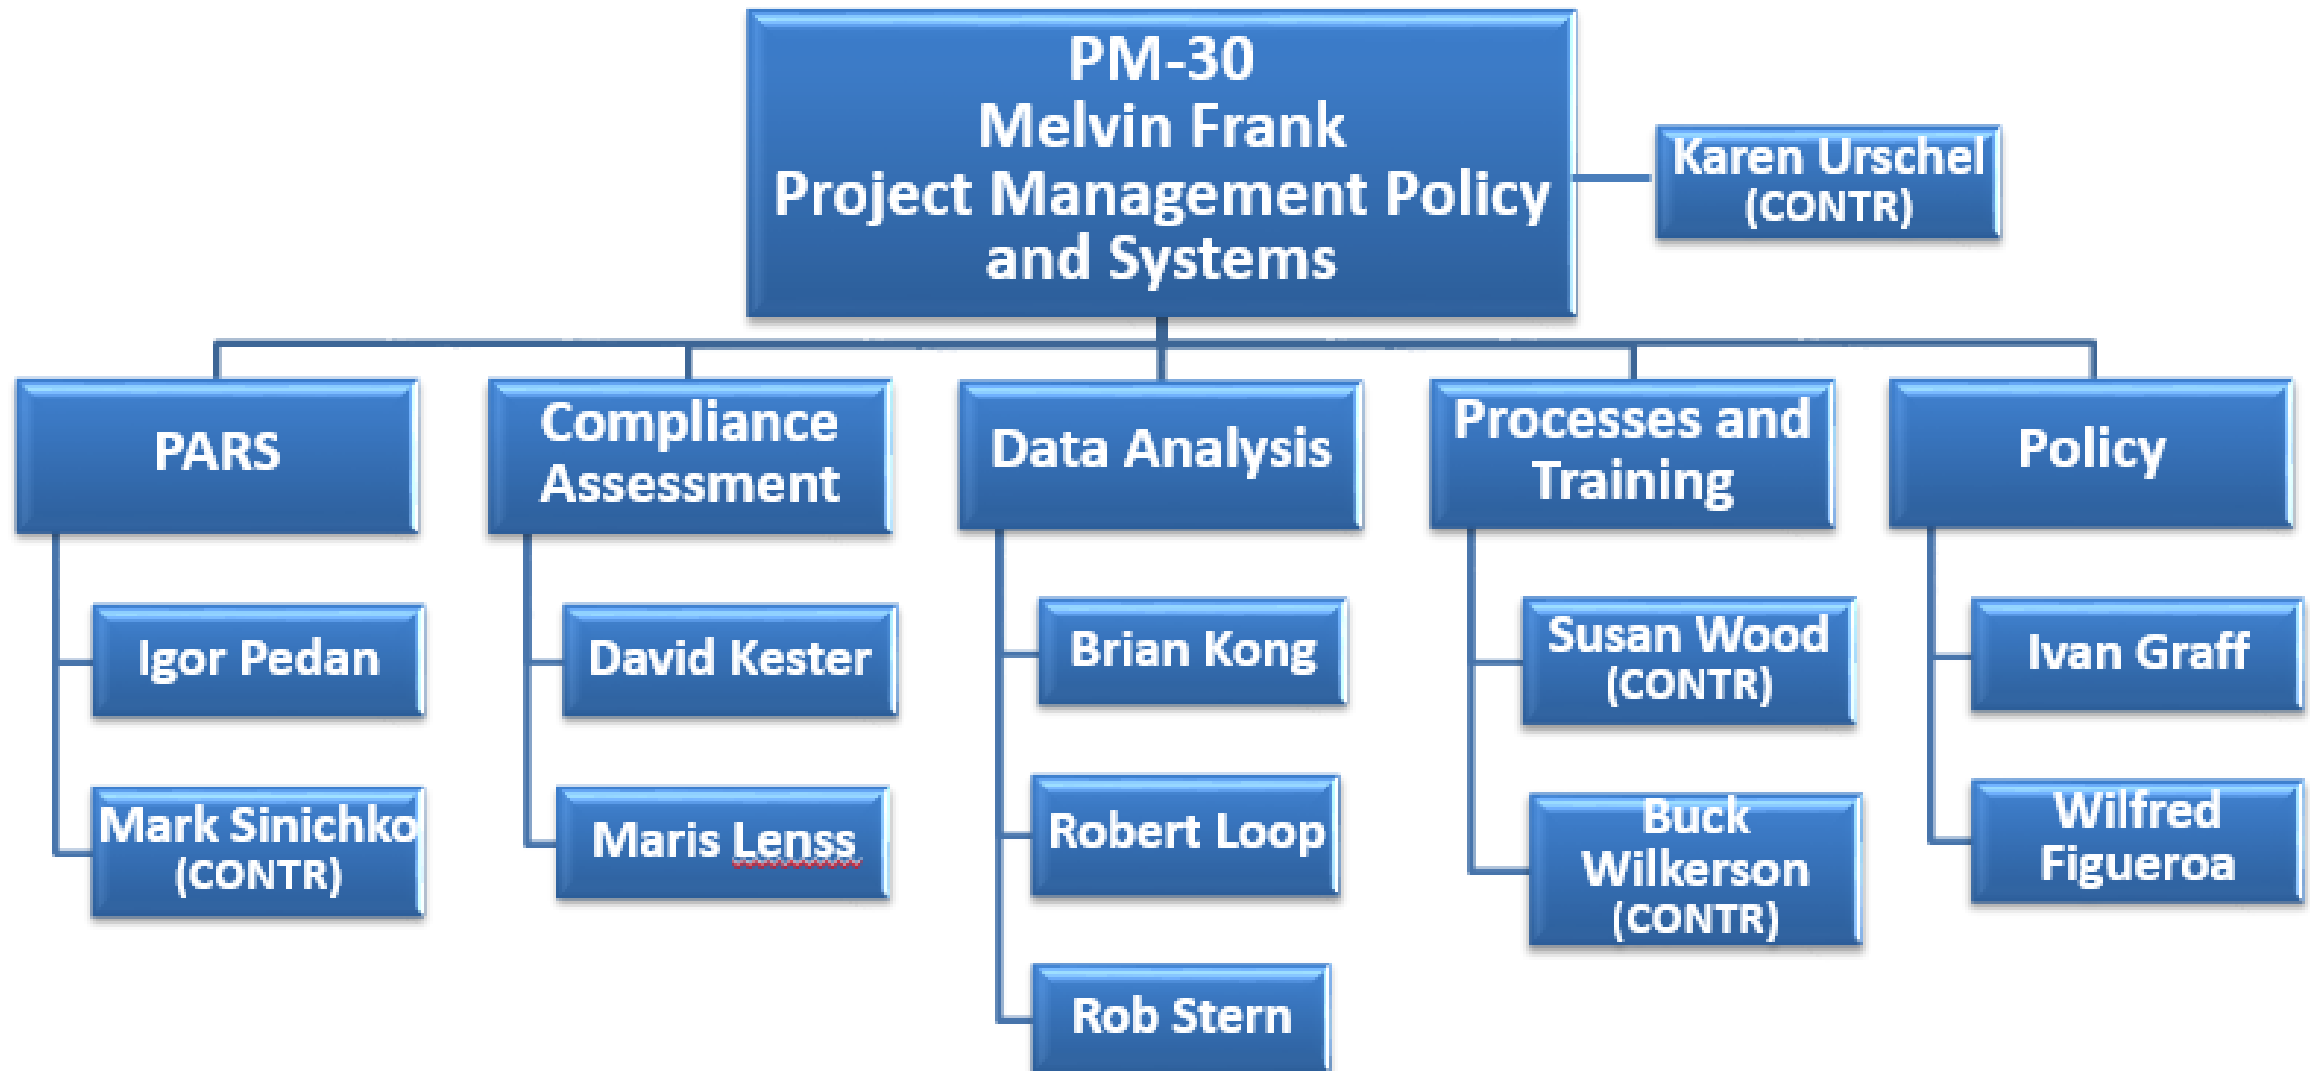 PM-30
Melvin Frank
Project Management Policy
and Systems
Karen Urschel
(CONTR)
PARS
Compliance
Assessment
Data Analysis
Processes and
Training
Policy
Igor Pedan
Mark Sinichko
(CONTR)
David Kester
Maris Lenss
Brian Kong
Robert Loop
Rob Stern
Susan Wood
(CONTR)
Buck
Wilkerson
(CONTR)
Ivan Graff
Wilfred
Figueroa